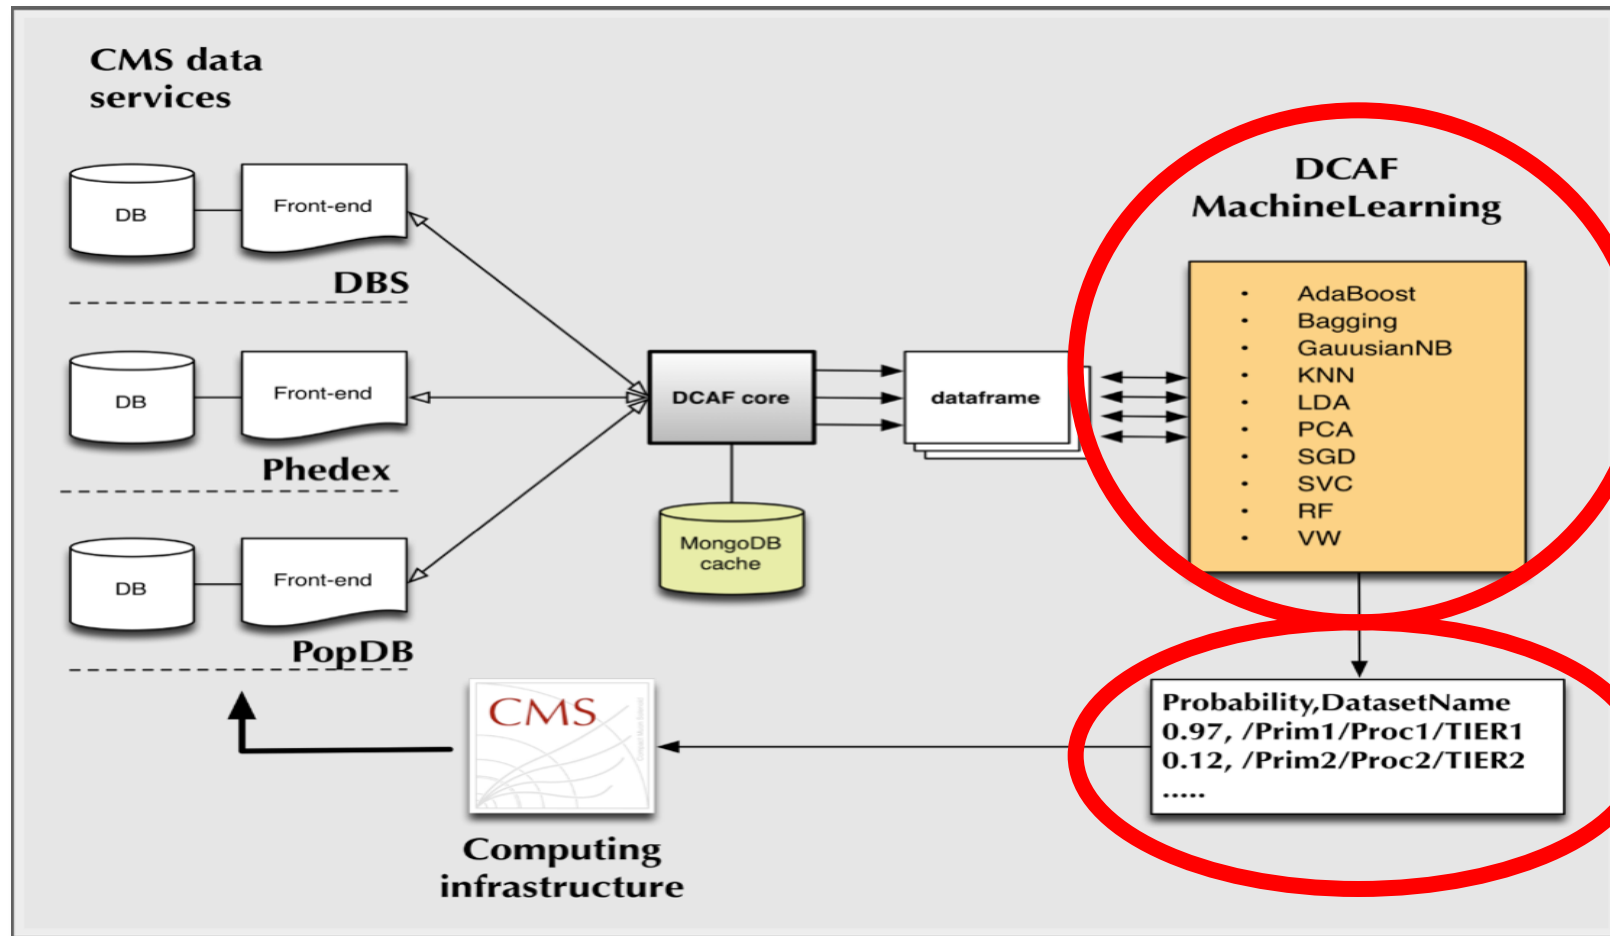 CMS data
services
DB
Front-end
DBS
DB
Front-end
Phedex
DB
Front-end
PopDB
DCAF core
MongoDB
cache
dataframe
DCAF
MachineLearning
• AdaBoost
• Bagging
• GauusianNB
• KNN
• LDA
• PCA
• SGD
• SVC
• RF
• VW
Probability,DatasetName
0.97, /Prim1/Proc1/TIER1
0.12, /Prim2/Proc2/TIER2
.....
CMS
Computing
infrastructure